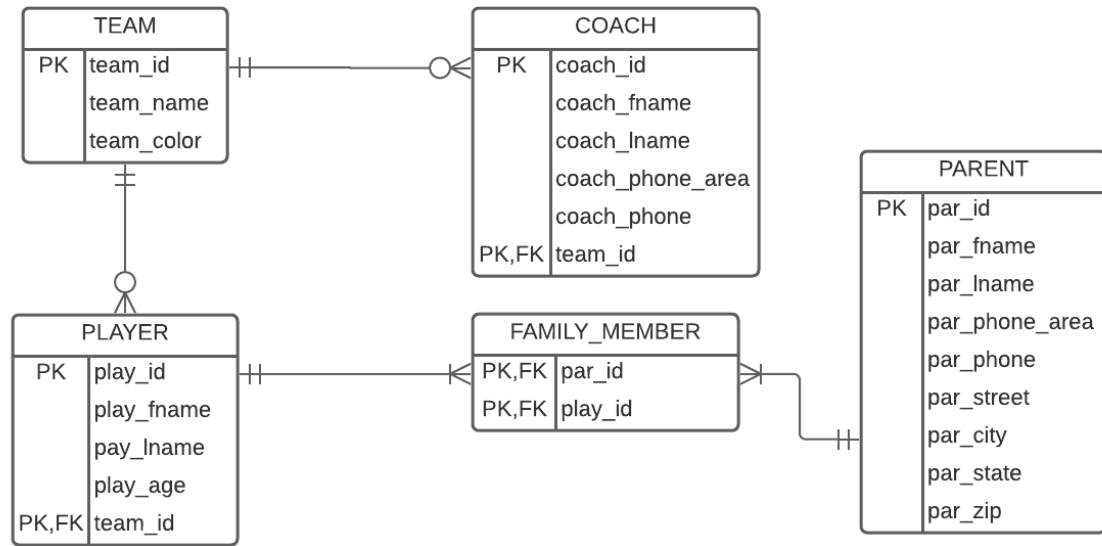 TEAM
PK team_id
team_name
team_color
COACH
PK coach_id
coach_fname
coach_lname
coach_phone_area
coach_phone
PK,FK team_id
PARENT
PK par_id
par_fname
par_lname
par_phone_area
par_phone
par_street
par_city
par_state
par_zip
PLAYER
PK play_id
play_fname
pay_lname
play_age
PK,FK team_id
FAMILY_MEMBER
PK,FK par_id
PK,FK play_id